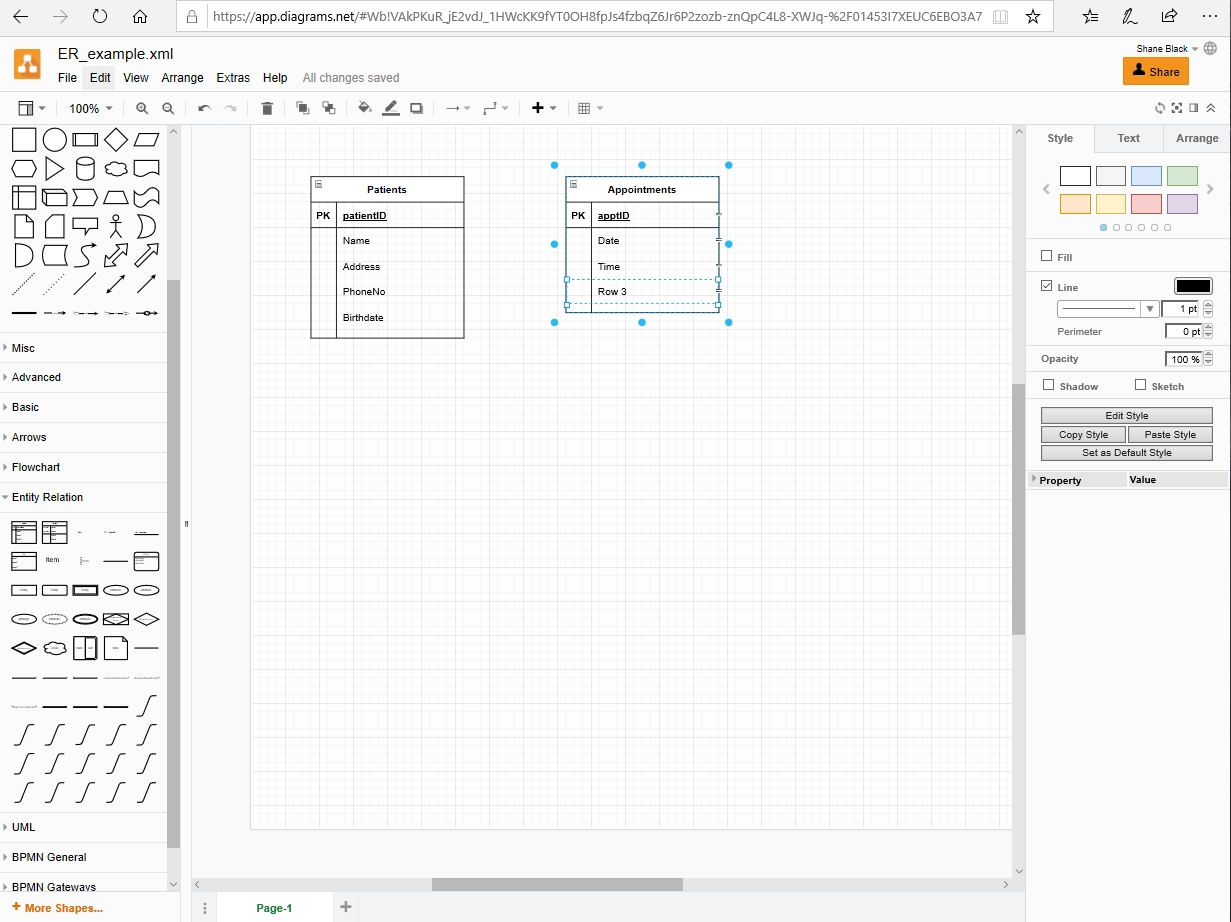 https://app.diagrams.net/#Wb!VAkPKuR_jE2vdJ_1HWcKK9fYT0OH8fpJs4fzbqZ6Jr6P2zozb-znQpC4L8-XWJq-%2F01453I7XEUC6EBO3A7
ER_example.xml
Shane Black
File Edit View Arrange Extras Help All changes saved
Share
100%
Style Text Arrange
Patients
PK patientID
Name
Address
PhoneNo
Birthdate
Appointments
PK apptID
Date
Time
Row 3
Fill
Line
1 pt
Perimeter 0 pt
Opacity 100 %
Shadow Sketch
Edit Style
Copy Style Paste Style
Set as Default Style
Property Value
Misc
Advanced
Basic
Arrows
Flowchart
Entity Relation
Item
UML
BPMN General
BPMN Gateways
+ More Shapes...
Page-1